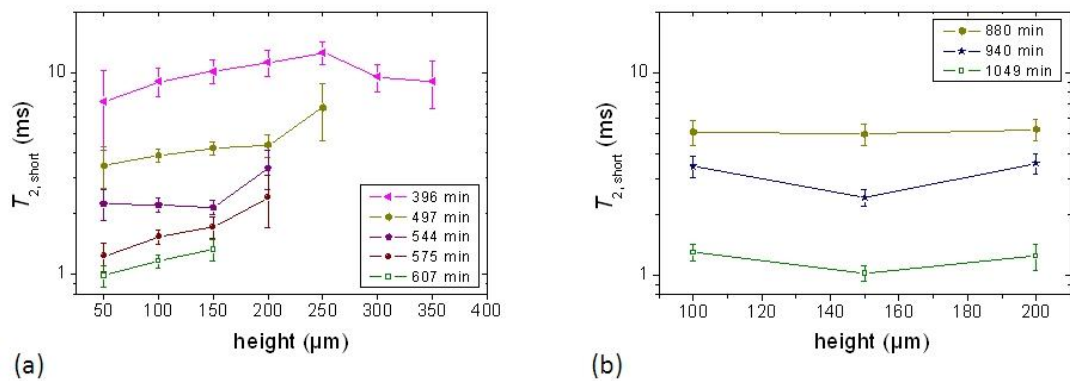 10
1
T2, short (ms)
396 min
497 min
544 min
575 min
607 min
50 100 150 200 250 300 350 400
height (µm)
(a)
10
1
T2, short (ms)
880 min
940 min
1049 min
100 120 140 160 180 200
height (µm)
(b)